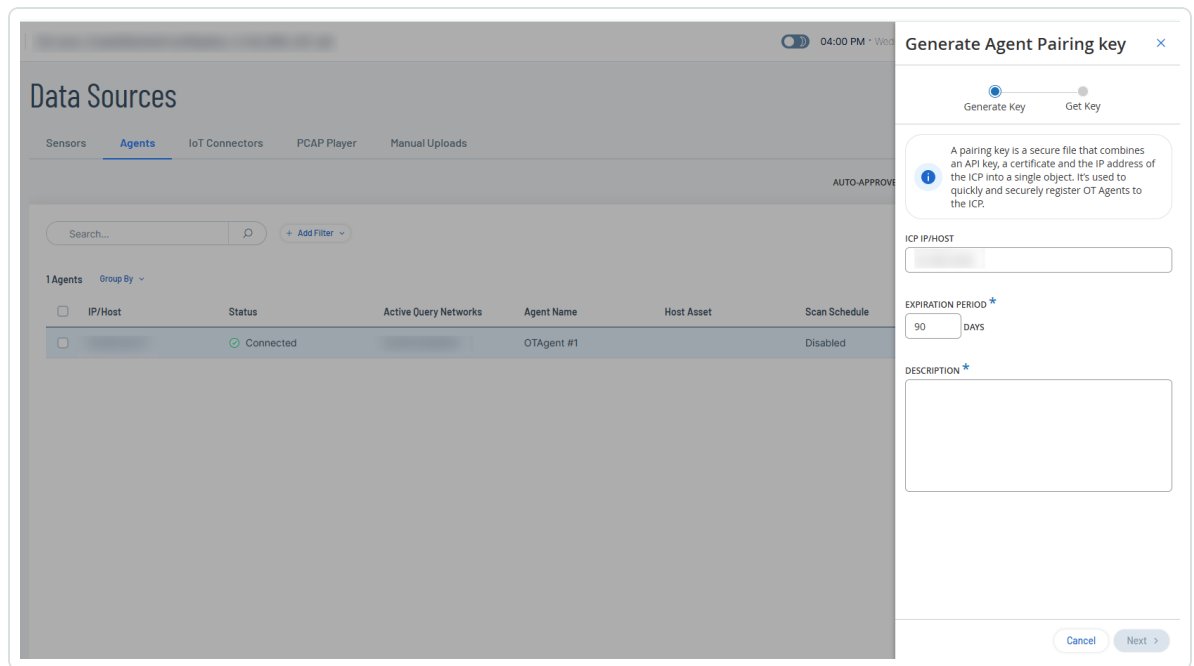 04:00 PM • Wed
Data Sources
Sensors Agents IoT Connectors PCAP Player Manual Uploads
AUTO-APPROVE
Search... + Add Filter
1 Agents Group By
IP/Host Status Active Query Networks Agent Name Host Asset Scan Schedule
Connected OTAgent #1 Disabled
Generate Agent Pairing key
Generate Key Get Key
A pairing key is a secure file that combines
an API key, a certificate and the IP address of
the ICP into a single object. It's used to
quickly and securely register OT Agents to
the ICP.
ICP IP/HOST
EXPIRATION PERIOD *
90 DAYS
DESCRIPTION *
Cancel Next >